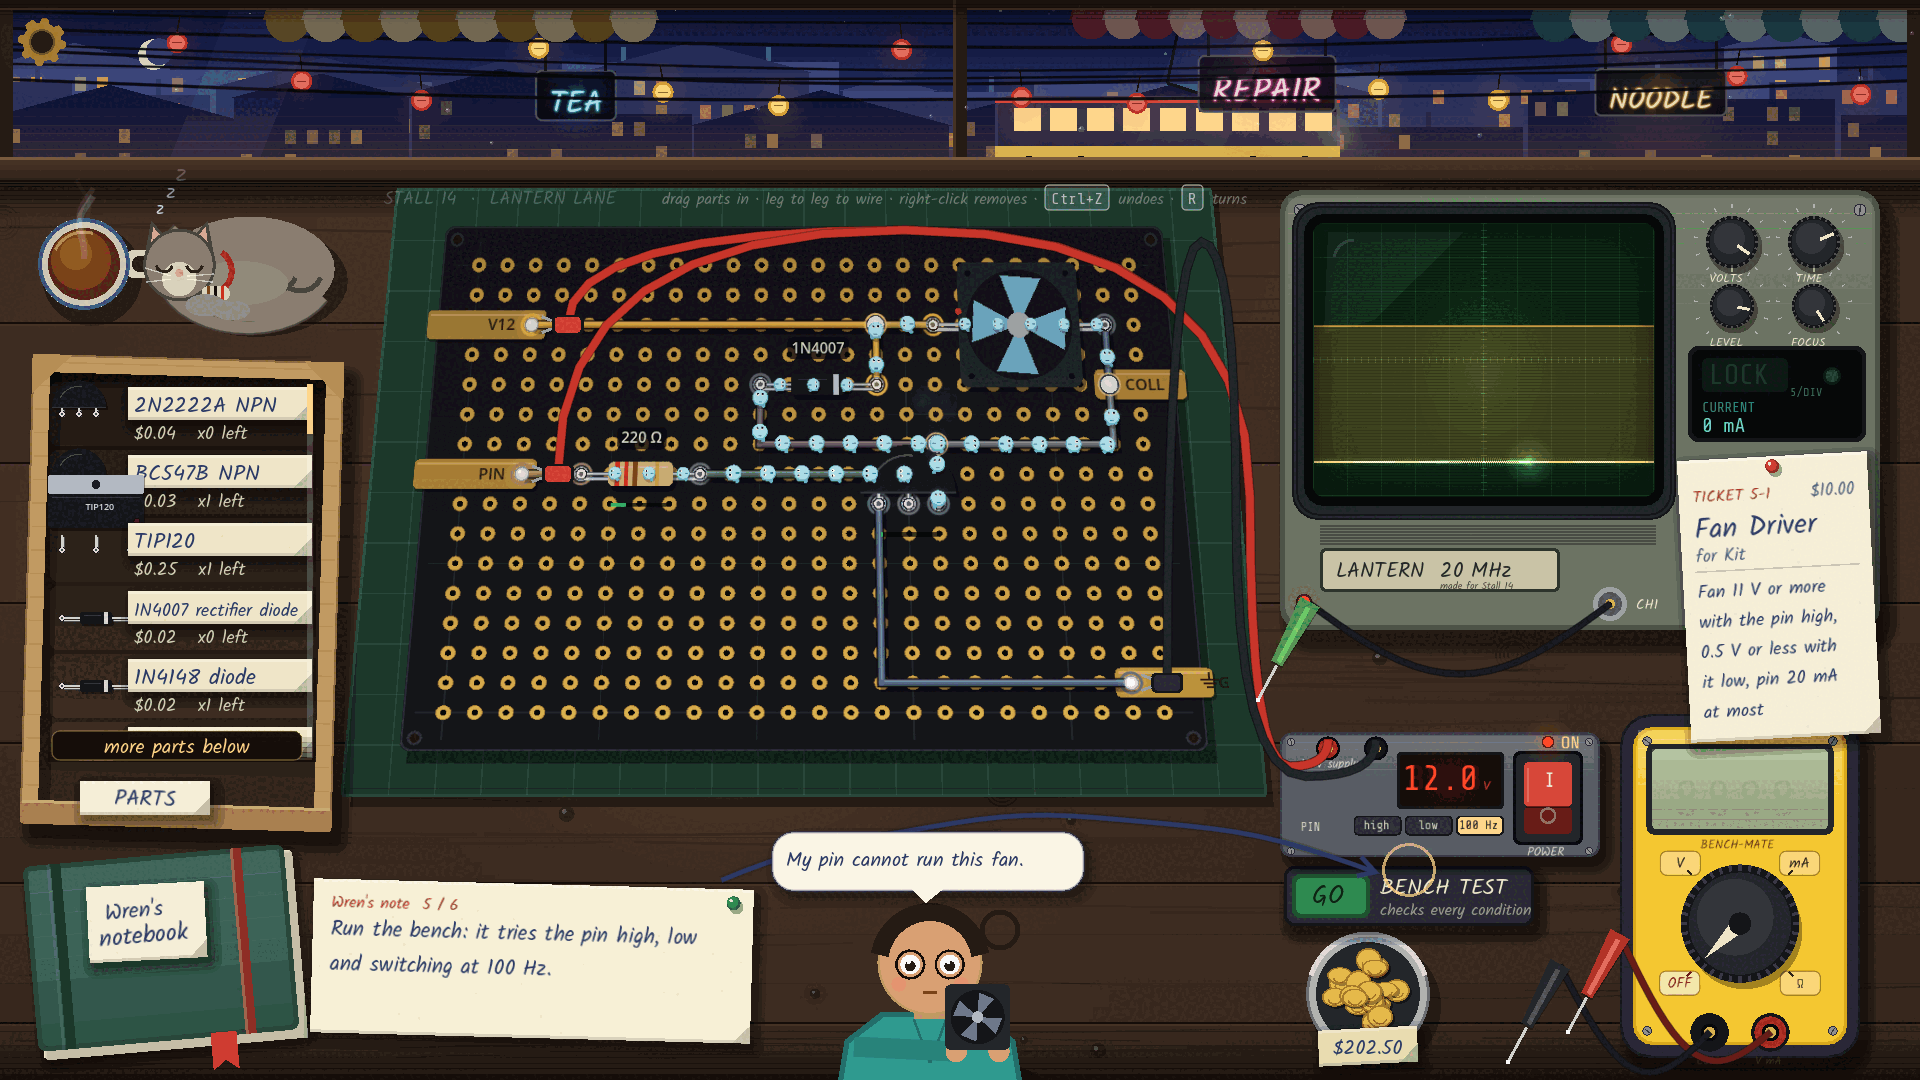 TEA
REPAIR
NOODLE
STALL 14 · LANTERN LANE
drag parts in · leg to leg to wire · right-click removes · Ctrl+Z undoes · R turns
V12
1N4007
COLL
220 Ω
PIN
G
2N2222A NPN
$0.04 x0 left
BC547B NPN
0.03 x1 left
TIP120
TIP120
$0.25 x1 left
1N4007 rectifier diode
$0.02 x0 left
1N4148 diode
$0.02 x1 left
more parts below
PARTS
VOLTS
TIME
LEVEL
FOCUS
LOCK
5/DIV
CURRENT
0 mA
LANTERN 20 MHz
made for Stall 14
CH1
TICKET 5-1 $10.00
Fan Driver
for Kit
Fan 11 V or more
with the pin high,
0.5 V or less with
it low, pin 20 mA
at most
supply
12.0 V
ON
I
PIN
high
low
100 Hz
POWER
GO
BENCH TEST
checks every condition
$202.50
BENCH-MATE
V
mA
OFF
Ω
V mA
Wren's
notebook
Wren's note 5 / 6
Run the bench: it tries the pin high, low
and switching at 100 Hz.
My pin cannot run this fan.
z
z
z